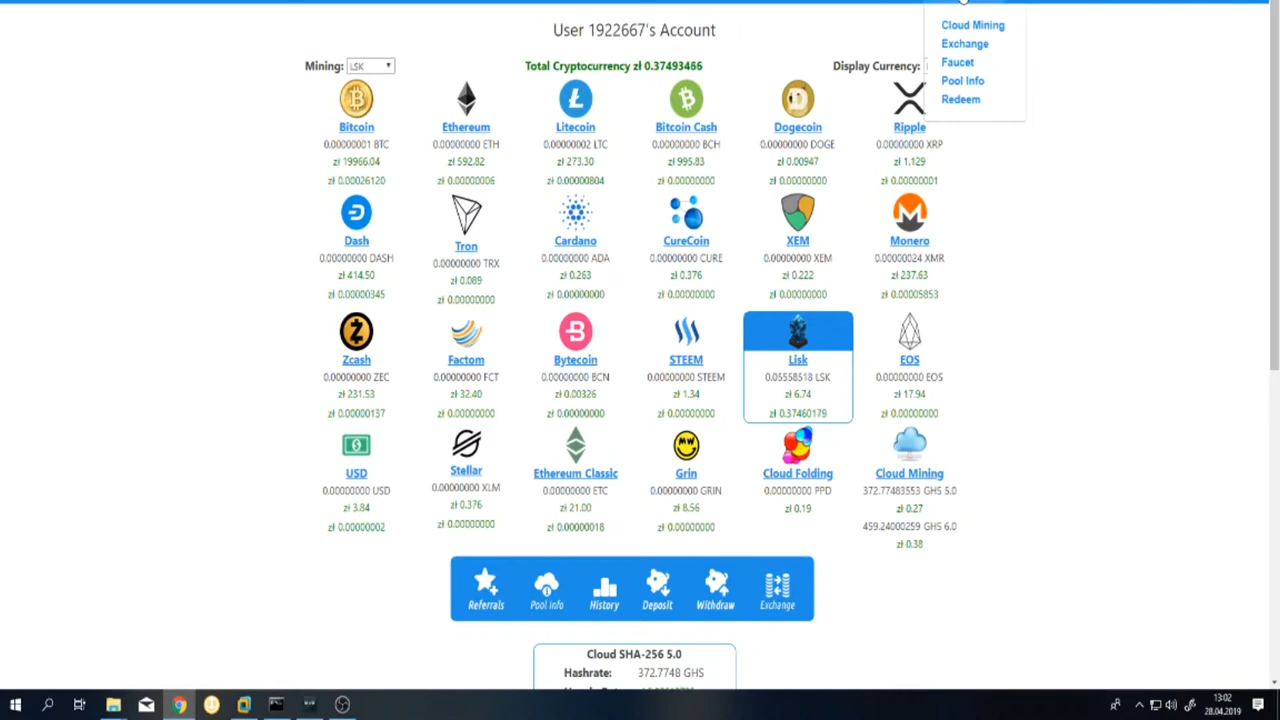 Cloud Mining
Exchange
Faucet
Pool Info
Redeem
User 1922667's Account
Mining: LSK
Total Cryptocurrency zł 0.37493466
Display Currency:
Bitcoin
0.00000001 BTC
zł 19966.04
zł 0.00026120
Ethereum
0.00000000 ETH
zł 592.82
zł 0.00000006
Litecoin
0.00000002 LTC
zł 273.30
zł 0.00000804
Bitcoin Cash
0.00000000 BCH
zł 995.83
zł 0.00000000
Dogecoin
0.00000000 DOGE
zł 0.00947
zł 0.00000000
Ripple
0.00000000 XRP
zł 1.129
zł 0.00000001
Dash
0.00000000 DASH
zł 414.50
zł 0.00000345
Tron
0.00000000 TRX
zł 0.089
zł 0.00000000
Cardano
0.00000000 ADA
zł 0.263
zł 0.00000000
CureCoin
0.00000000 CURE
zł 0.376
zł 0.00000000
XEM
0.00000000 XEM
zł 0.222
zł 0.00000000
Monero
0.00000024 XMR
zł 237.63
zł 0.00005853
Zcash
0.00000000 ZEC
zł 231.53
zł 0.00000137
Factom
0.00000000 FCT
zł 32.40
zł 0.00000000
Bytecoin
0.00000000 BCN
zł 0.00326
zł 0.00000000
STEEM
0.00000000 STEEM
zł 1.34
zł 0.00000000
Lisk
0.05558518 LSK
zł 6.74
zł 0.37460179
EOS
0.00000000 EOS
zł 17.94
zł 0.00000000
USD
0.00000000 USD
zł 3.84
zł 0.00000002
Stellar
0.00000000 XLM
zł 0.376
zł 0.00000000
Ethereum Classic
0.00000000 ETC
zł 21.00
zł 0.00000018
MW
Grin
0.00000000 GRIN
zł 8.56
zł 0.00000000
Cloud Folding
0.00000000 PPD
zł 0.19
Cloud Mining
372.77483553 GHS 5.0
zł 0.27
459.24000259 GHS 6.0
zł 0.38
Referrals
Pool Info
History
Deposit
Withdraw
Exchange
Cloud SHA-256 5.0
Hashrate: 372.7748 GHS
13:02
28.04.2019